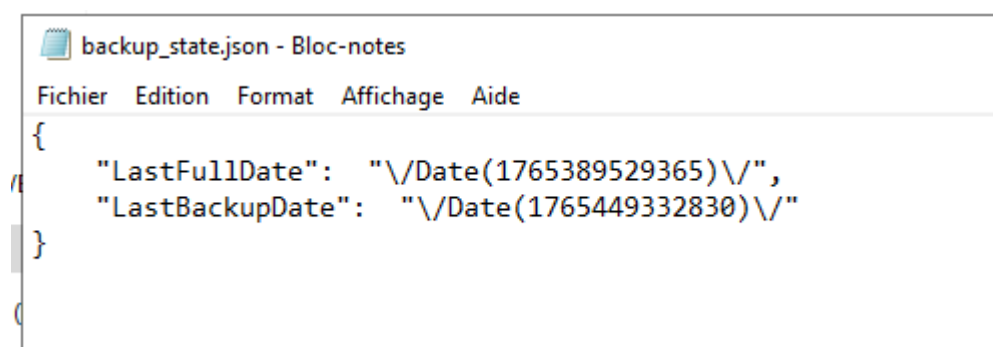 backup_state.json - Bloc-notes
Fichier Edition Format Affichage Aide
{
    "LastFullDate":  "\/Date(1765389529365)\/",
    "LastBackupDate":  "\/Date(1765449332830)\/"
}